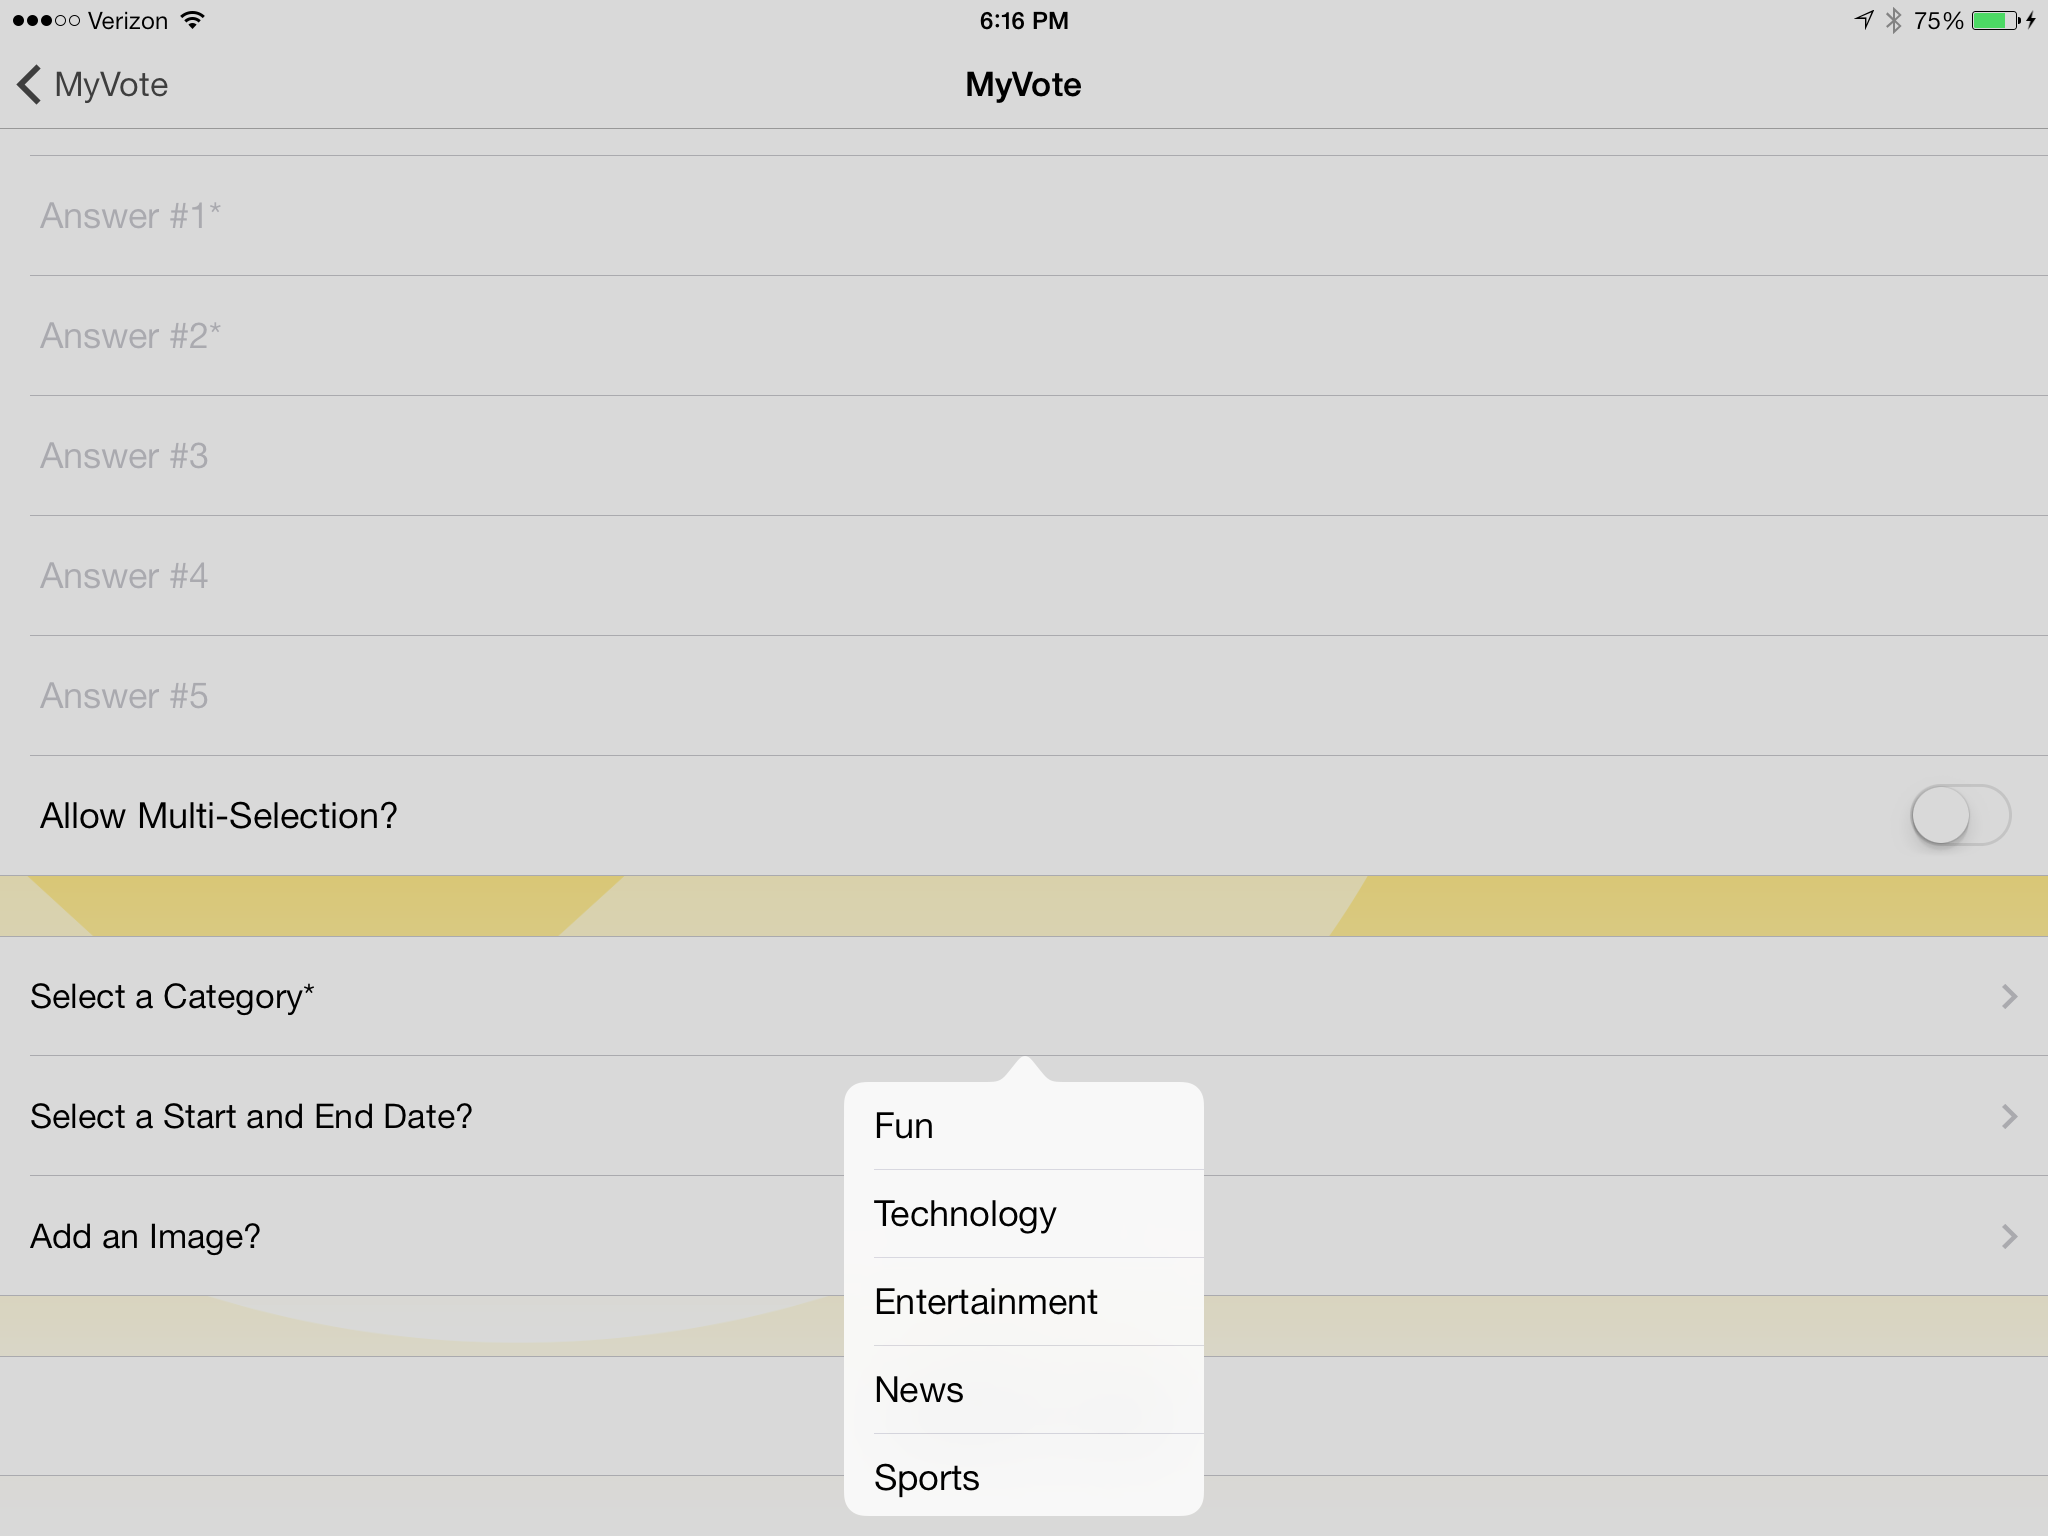 Verizon 6:16 PM 75%
MyVote MyVote
Answer #1*
Answer #2*
Answer #3
Answer #4
Answer #5
Allow Multi-Selection?
Select a Category*
Select a Start and End Date?
Add an Image?
Fun
Technology
Entertainment
News
Sports